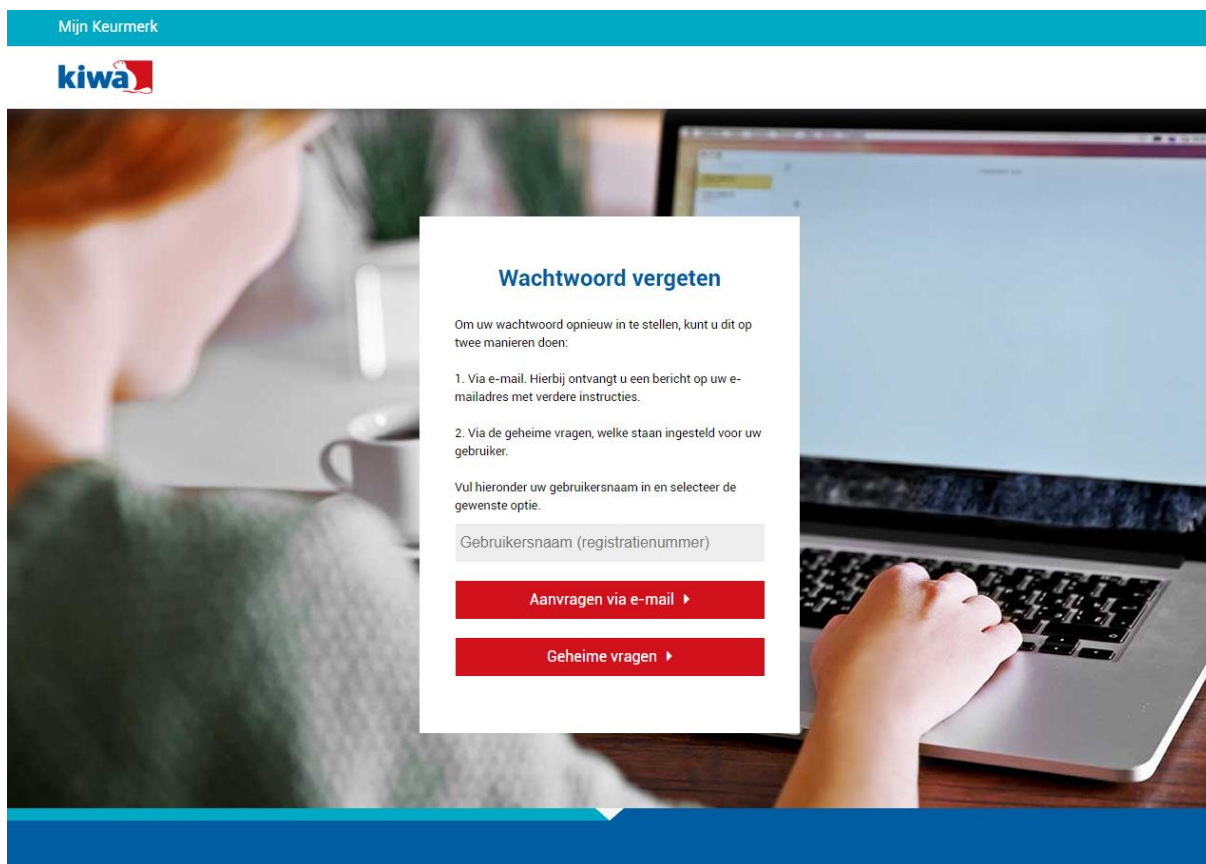 Mijn Keurmerk
kiwa
Wachtwoord vergeten
Om uw wachtwoord opnieuw in te stellen, kunt u dit op
twee manieren doen:
1. Via e-mail. Hierbij ontvangt u een bericht op uw e-
mailadres met verdere instructies.
2. Via de geheime vragen, welke staan ingesteld voor uw
gebruiker.
Vul hieronder uw gebruikersnaam in en selecteer de
gewenste optie.
Gebruikersnaam (registratienummer)
Aanvragen via e-mail
Geheime vragen